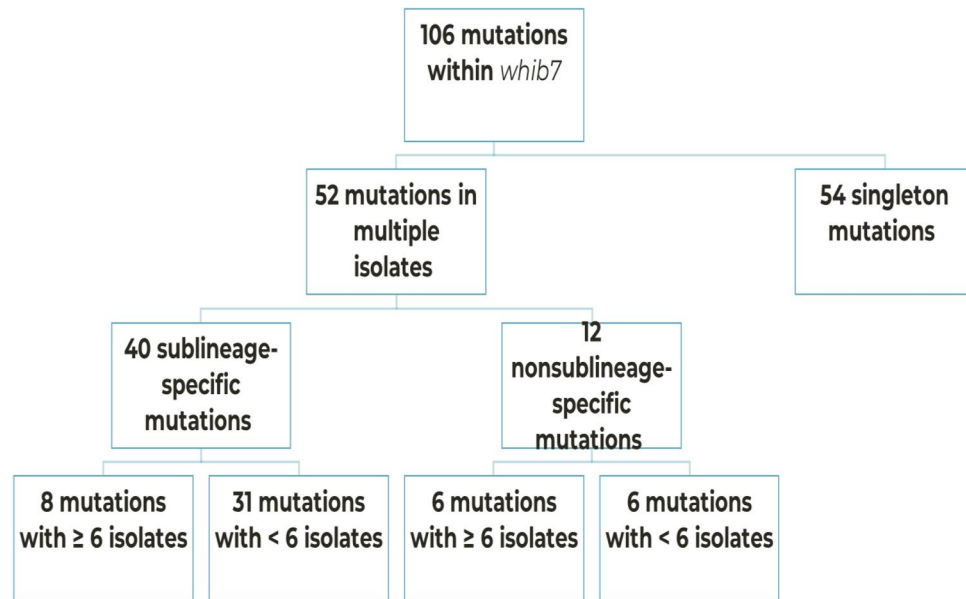 106 mutations
within whib7
52 mutations in
multiple
isolates
54 singleton
mutations
40 sublineage-
specific
mutations
12
nonsublineage-
specific
mutations
8 mutations
with ≥ 6 isolates
31 mutations
with < 6 isolates
6 mutations
with ≥ 6 isolates
6 mutations
with < 6 isolates